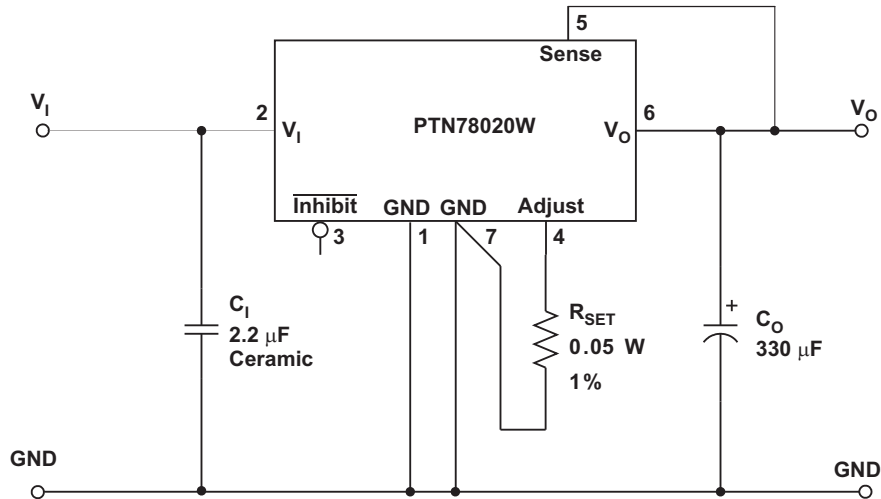 5
Sense
V_I
2
V_I
PTN78020W
V_O
6
V_O
Inhibit
GND
GND
Adjust
3
1
7
4
C_I
2.2 μF
Ceramic
R_SET
0.05 W
1%
+
C_O
330 μF
GND
GND